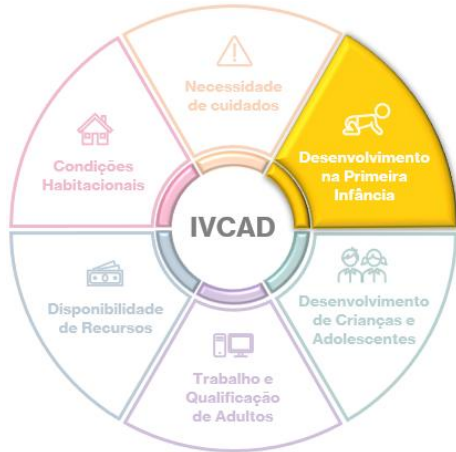 Necessidade
de cuidados
Desenvolvimento
na Primeira
Infância
Condições
Habitacionais
IVCAD
Disponibilidade
de Recursos
Desenvolvimento
de Crianças e
Adolescentes
Trabalho e
Qualificação
de Adultos